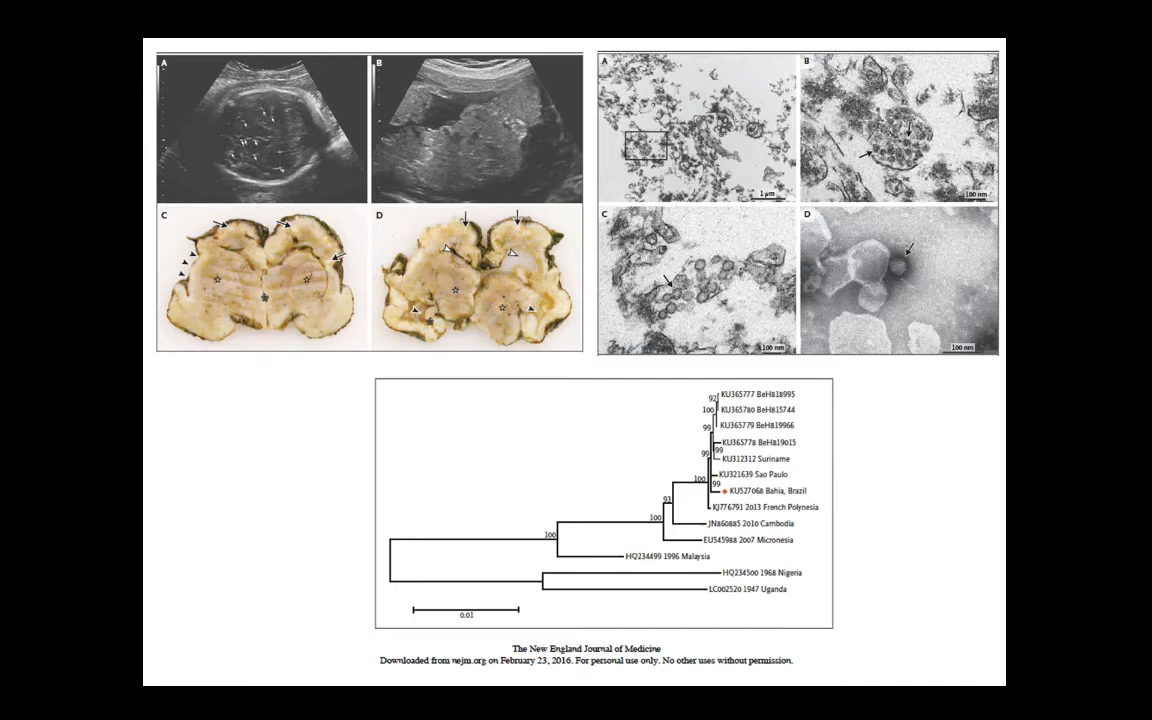 A
B
C
D
A
B
1 µm
100 nm
C
D
100 nm
100 nm
92
KU365777 BeH818995
100
KU365780 BeH815744
KU365779 BeH819966
99
KU365778 BeH819015
99
99
KU312312 Suriname
KU321639 Sao Paulo
100
99
KU527068 Bahia, Brazil
93
KJ776791 2013 French Polynesia
100
JN860885 2010 Cambodia
100
EU545988 2007 Micronesia
HQ234499 1996 Malaysia
HQ234500 1968 Nigeria
LC002520 1947 Uganda
0.01
The New England Journal of Medicine
Downloaded from nejm.org on February 23, 2016. For personal use only. No other uses without permission.